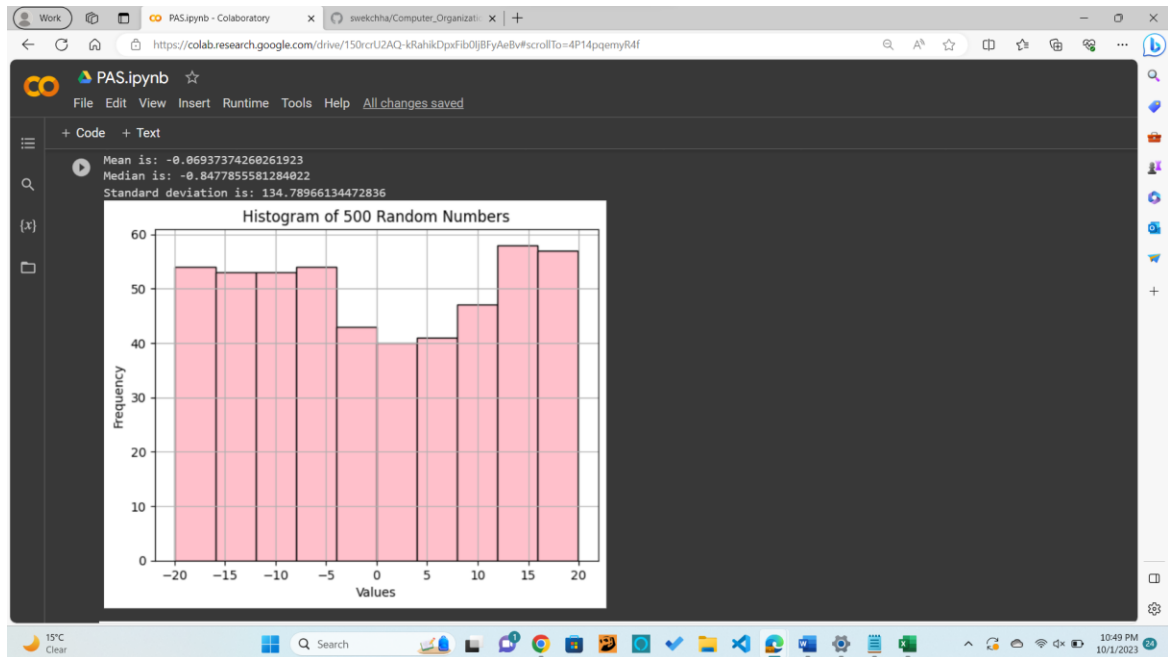 Work
PAS.ipynb - Colaboratory
swekchha/Computer_Organizatio
https://colab.research.google.com/drive/150rcrU2AQ-kRahikDpxFib0IjBFyAeBv#scrollTo=4P14pqemyR4f
PAS.ipynb
File Edit View Insert Runtime Tools Help All changes saved
+ Code + Text
Mean is: -0.06937374260261923
Median is: -0.8477855581284022
Standard deviation is: 134.78966134472836
{x}
Histogram of 500 Random Numbers
60
50
40
30
20
10
0
Frequency
−20 −15 −10 −5 0 5 10 15 20
Values
15°C
Clear
Search
10:49 PM
10/1/2023
24